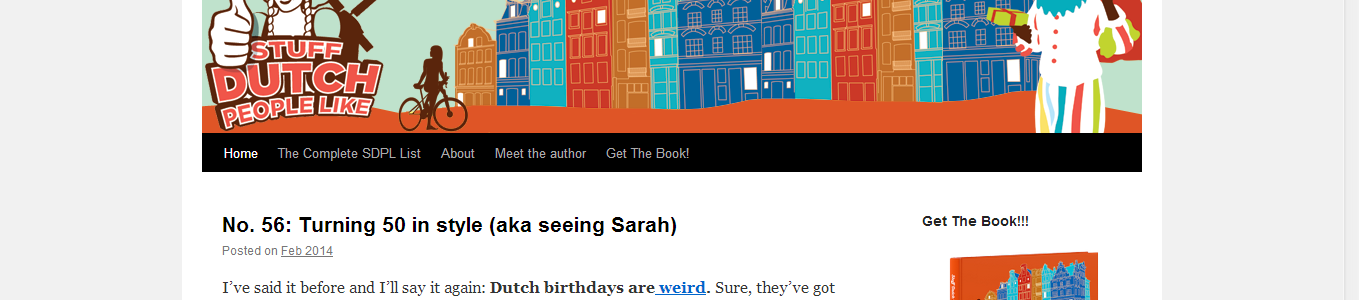 STUFF
DUTCH
PEOPLE LIKE
Home The Complete SDPL List About Meet the author Get The Book!
No. 56: Turning 50 in style (aka seeing Sarah)
Posted on Feb 2014
I’ve said it before and I’ll say it again: Dutch birthdays are weird. Sure, they’ve got
Get The Book!!!